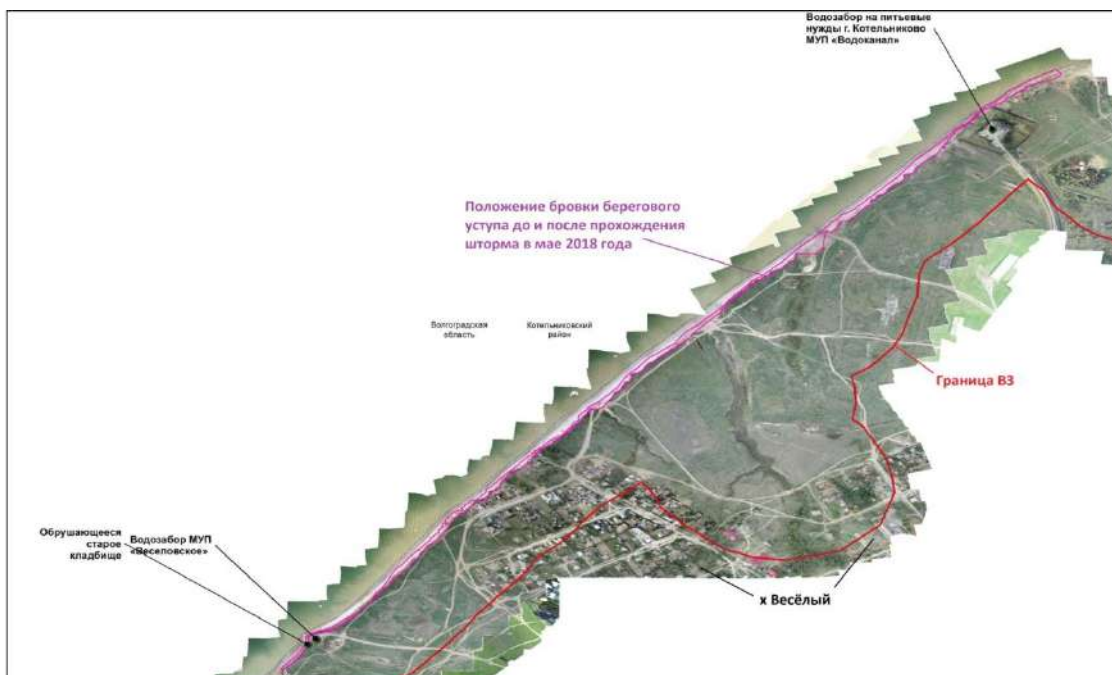 Водозабор на питьевые
нужды г. Котельниково
МУП «Водоканал»
Положение бровки берегового
уступа до и после прохождения
шторма в мае 2018 года
Волгоградская
область
Котельниковский
район
Граница ВЗ
Обрушающееся
старое
кладбище
Водозабор МУП
«Веселовское»
х Весёлый